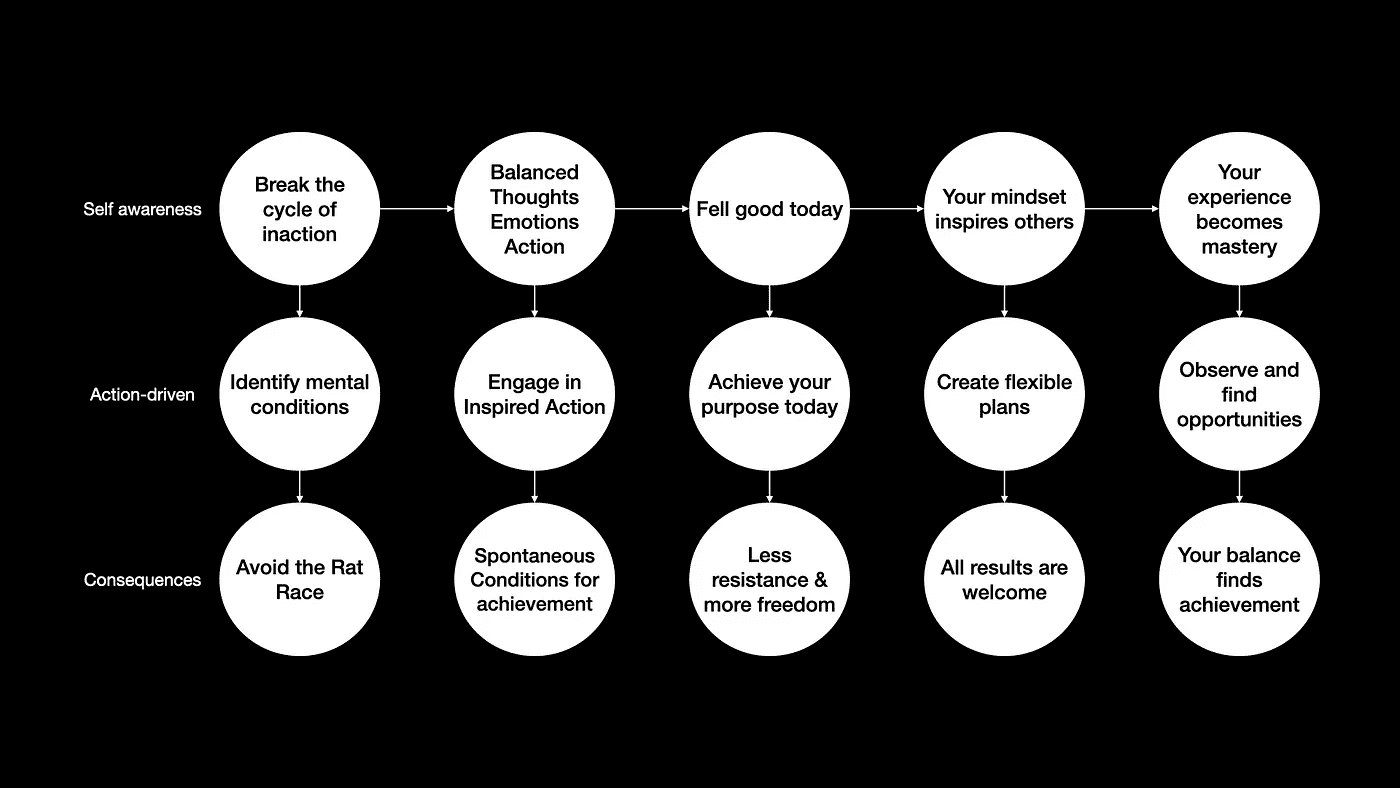 Self awareness
Break the
cycle of
inaction
Balanced
Thoughts
Emotions
Action
Fell good today
Your mindset
inspires others
Your
experience
becomes
mastery
Action-driven
Identify mental
conditions
Engage in
Inspired Action
Achieve your
purpose today
Create flexible
plans
Observe and
find
opportunities
Consequences
Avoid the Rat
Race
Spontaneous
Conditions for
achievement
Less
resistance &
more freedom
All results are
welcome
Your balance
finds
achievement